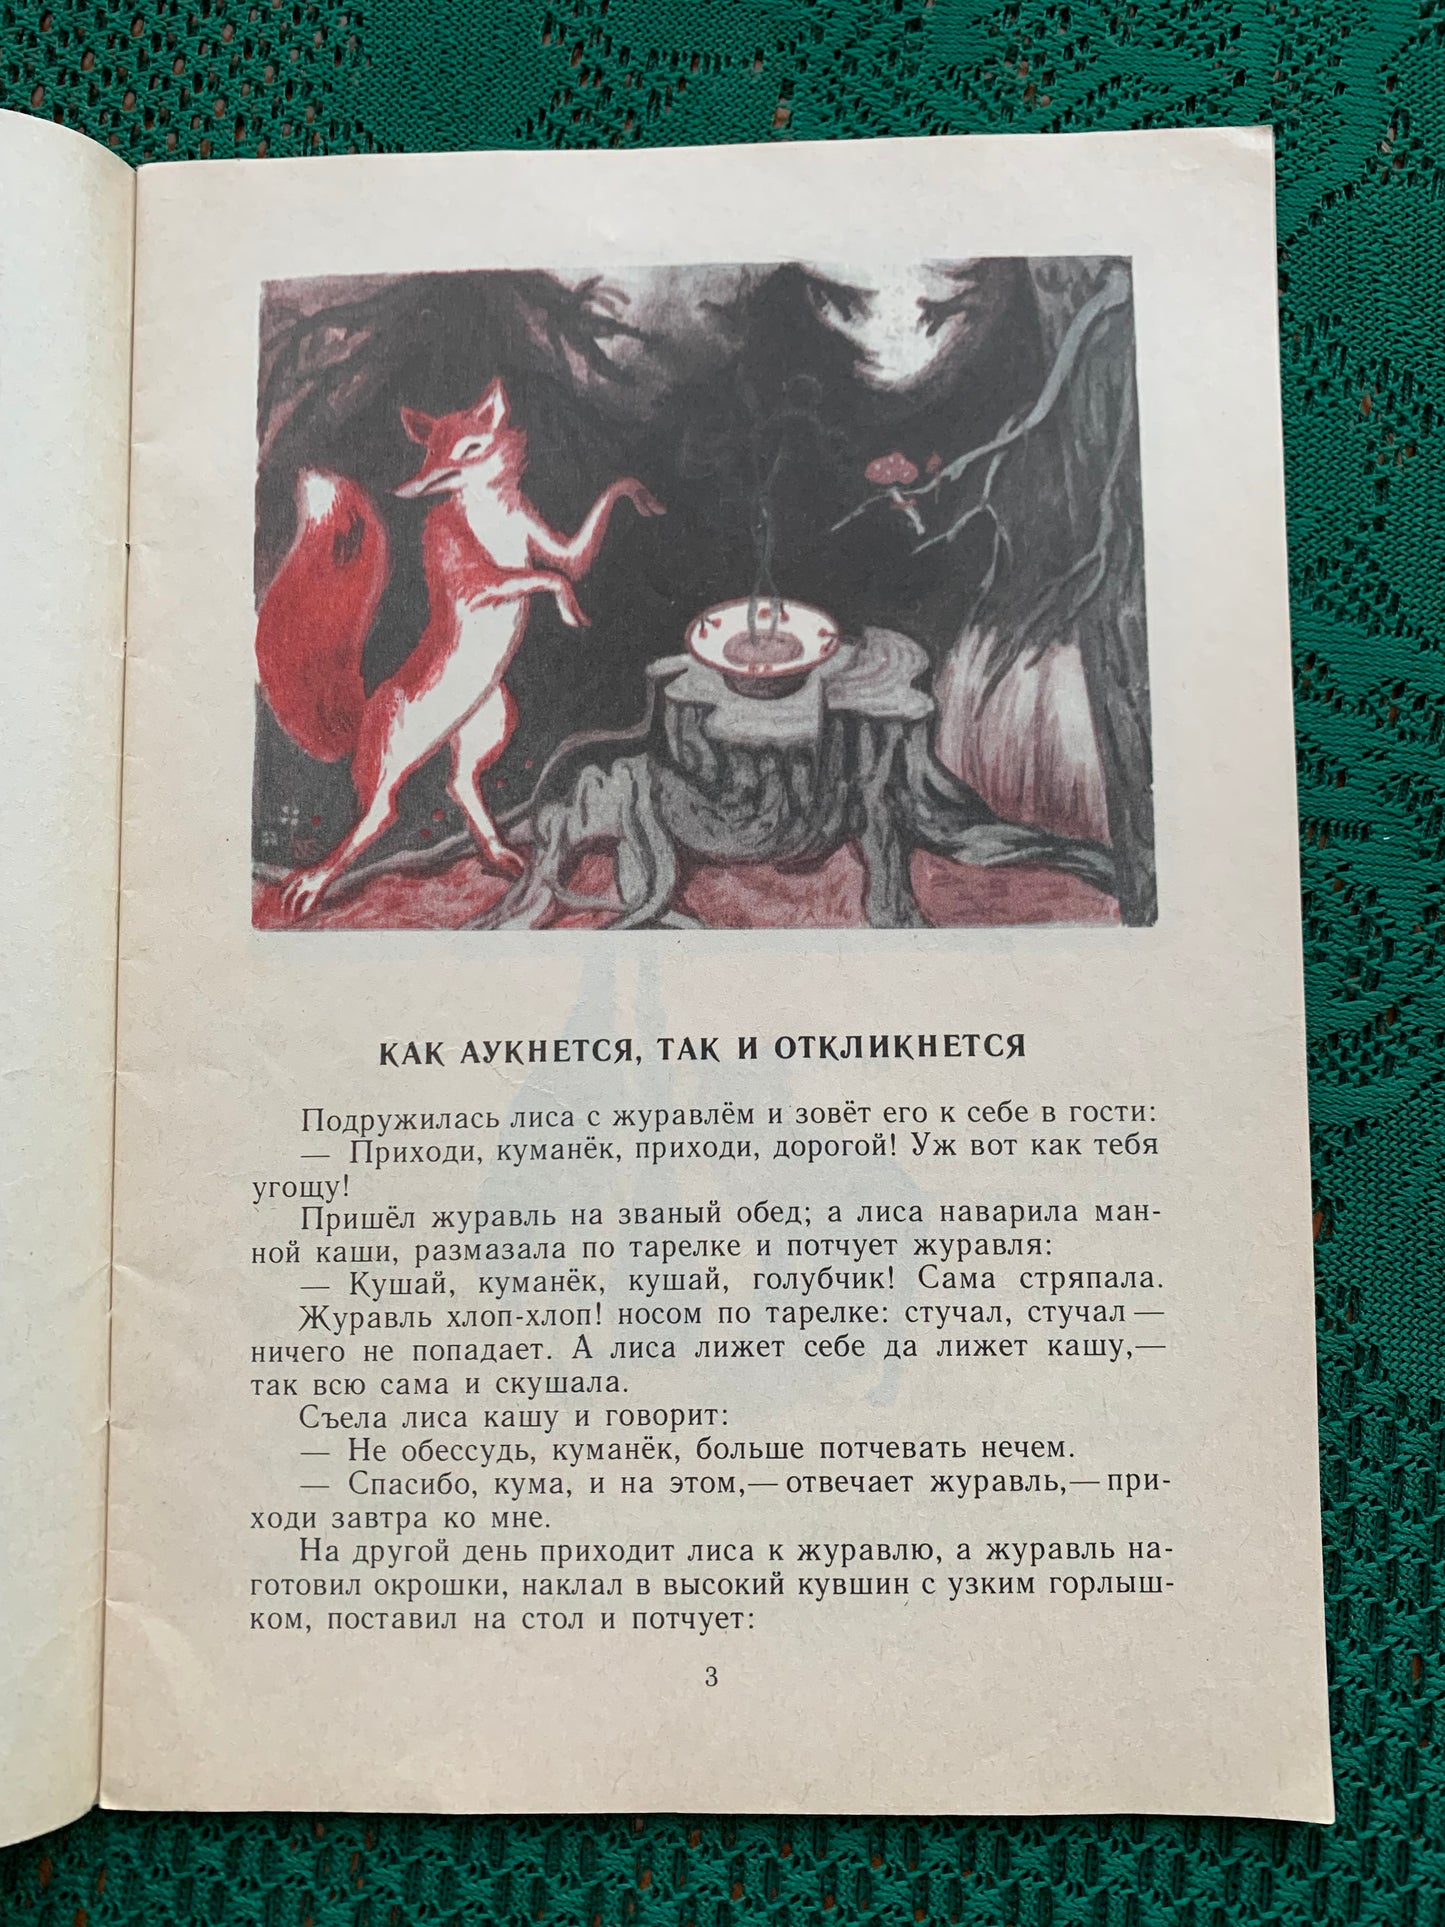 КАК АУКНЕТСЯ, ТАК И ОТКЛИКНЕТСЯ
Подружилась лиса с журавлём и зовёт его к себе в гости:
— Приходи, куманёк, приходи, дорогой! Уж вот как тебя
угощу!
Пришёл журавль на званый обед; а лиса наварила ман-
ной каши, размазала по тарелке и потчует журавля:
— Кушай, куманёк, кушай, голубчик! Сама стряпала.
Журавль хлоп-хлоп! носом по тарелке: стучал, стучал —
ничего не попадает. А лиса лижет себе да лижет кашу,—
так всю сама и скушала.
Съела лиса кашу и говорит:
— Не обессудь, куманёк, больше потчевать нечем.
— Спасибо, кума, и на этом,— отвечает журавль,— при-
ходи завтра ко мне.
На другой день приходит лиса к журавлю, а журавль на-
готовил окрошки, наклал в высокий кувшин с узким горлыш-
ком, поставил на стол и потчует:
3